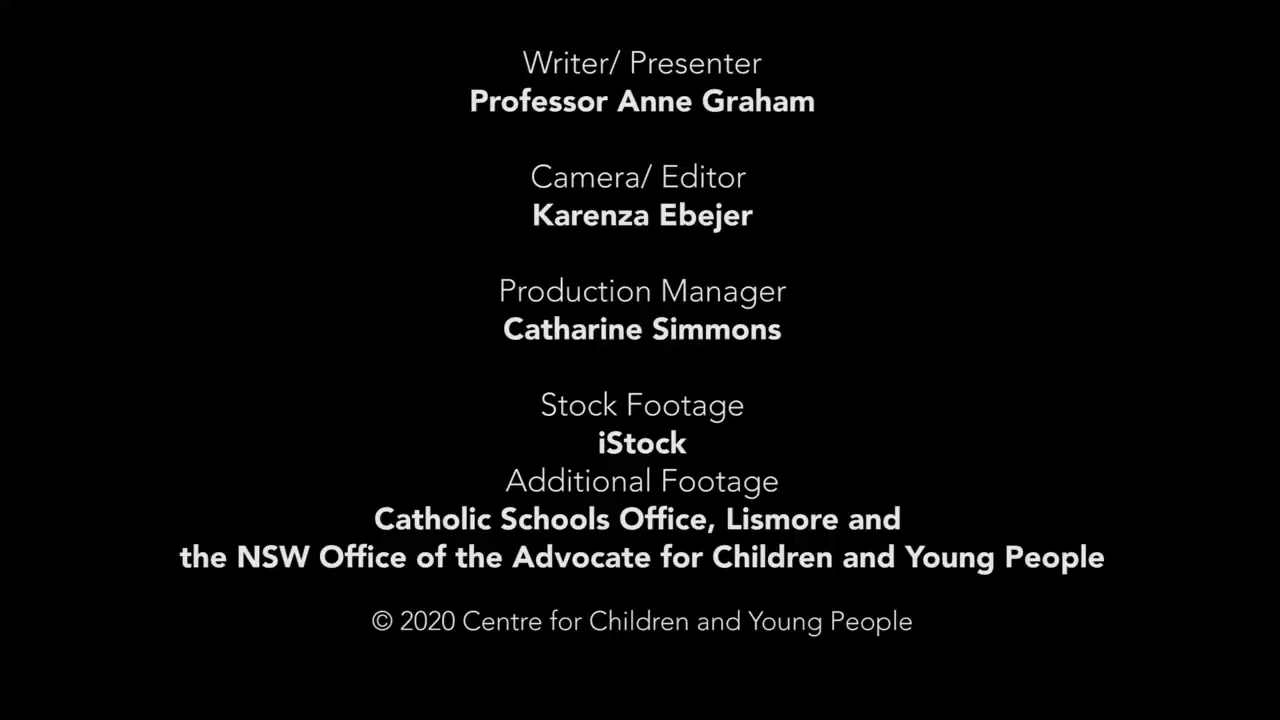 Writer/ Presenter
Professor Anne Graham
Camera/ Editor
Karenza Ebejer
Production Manager
Catharine Simmons
Stock Footage
iStock
Additional Footage
Catholic Schools Office, Lismore and
the NSW Office of the Advocate for Children and Young People
© 2020 Centre for Children and Young People